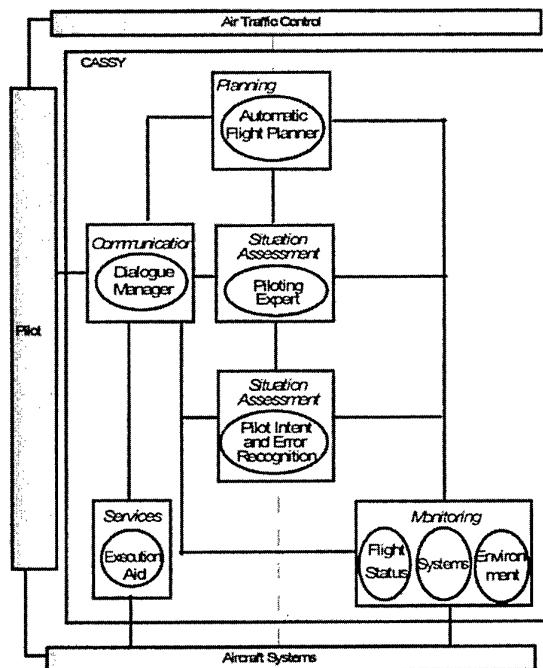 Air Traffic Control
CASSY
Planning
Automatic
Flight Planner
Communication
Dialogue
Manager
Situation
Assessment
Piloting
Expert
Pilot
Situation
Assessment
Pilot Intent
and Error
Recognition
Services
Execution
Aid
Monitoring
Flight
Status
Systems
Environ-
ment
Aircraft Systems